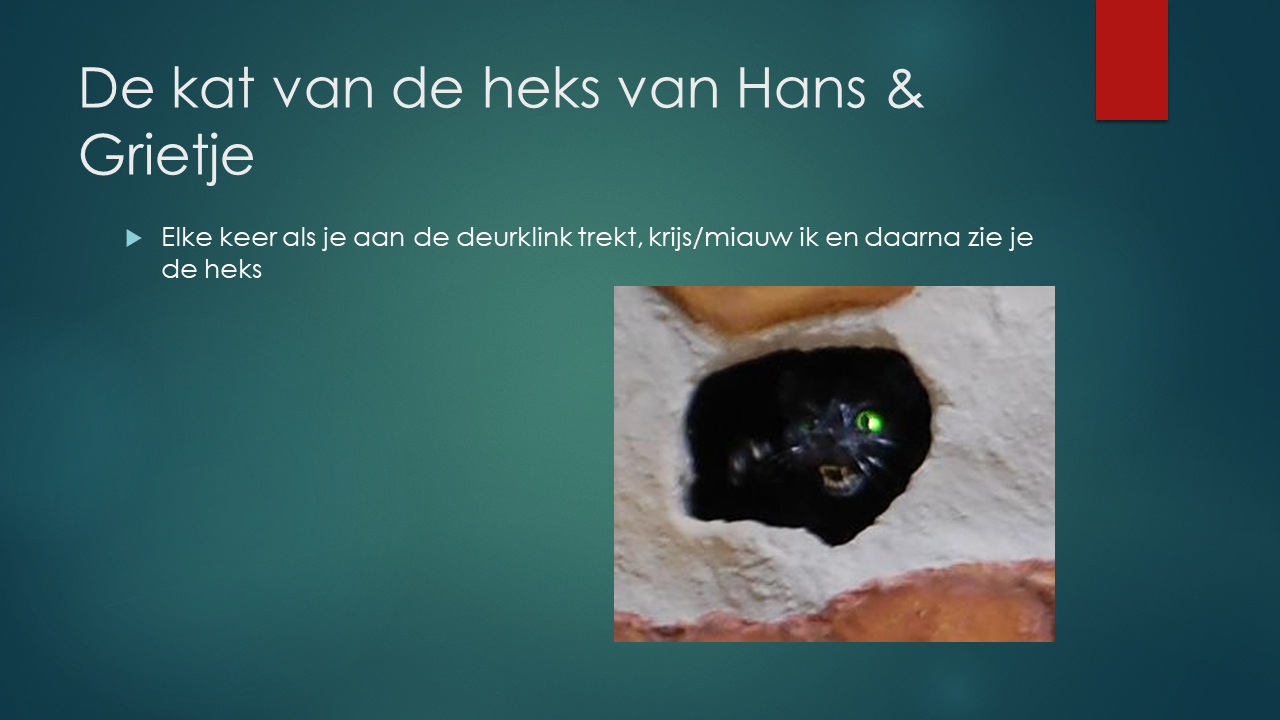 De kat van de heks van Hans &
Grietje
Elke keer als je aan de deurklink trekt, krijs/miauw ik en daarna zie je
de heks